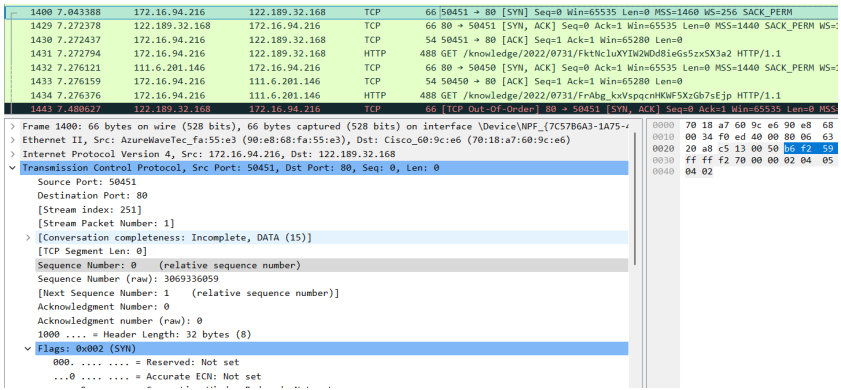 1400 7.043388 172.16.94.216 122.189.32.168 TCP 66 50451 → 80 [SYN] Seq=0 Win=65535 Len=0 MSS=1460 WS=256 SACK_PERM
1429 7.272378 122.189.32.168 172.16.94.216 TCP 66 80 → 50451 [SYN, ACK] Seq=0 Ack=1 Win=65535 Len=0 MSS=1440 SACK_PERM WS=
1430 7.272437 172.16.94.216 122.189.32.168 TCP 54 50451 → 80 [ACK] Seq=1 Ack=1 Win=65280 Len=0
1431 7.272794 172.16.94.216 122.189.32.168 HTTP 488 GET /knowledge/2022/0731/FktNcluXYIW2WDd8ieGs5zxSX3a2 HTTP/1.1
1432 7.276121 111.6.201.146 172.16.94.216 TCP 66 80 → 50450 [SYN, ACK] Seq=0 Ack=1 Win=65535 Len=0 MSS=1440 SACK_PERM WS=
1433 7.276159 172.16.94.216 111.6.201.146 TCP 54 50450 → 80 [ACK] Seq=1 Ack=1 Win=65280 Len=0
1434 7.276376 172.16.94.216 111.6.201.146 HTTP 488 GET /knowledge/2022/0731/FrAbg_kxVspqcnHKWF5XzGb7sEjp HTTP/1.1
1443 7.480627 122.189.32.168 172.16.94.216 TCP 66 [TCP Out-Of-Order] 80 → 50451 [SYN, ACK] Seq=0 Ack=1 Win=65535 Len=0 MSS=
Frame 1400: 66 bytes on wire (528 bits), 66 bytes captured (528 bits) on interface \Device\NPF_{7C57B6A3-1A75-4
Ethernet II, Src: AzureWaveTec_fa:55:e3 (90:e8:68:fa:55:e3), Dst: Cisco_60:9c:e6 (70:18:a7:60:9c:e6)
Internet Protocol Version 4, Src: 172.16.94.216, Dst: 122.189.32.168
Transmission Control Protocol, Src Port: 50451, Dst Port: 80, Seq: 0, Len: 0
Source Port: 50451
Destination Port: 80
[Stream index: 251]
[Stream Packet Number: 1]
[Conversation completeness: Incomplete, DATA (15)]
[TCP Segment Len: 0]
Sequence Number: 0 (relative sequence number)
Sequence Number (raw): 3069336059
[Next Sequence Number: 1 (relative sequence number)]
Acknowledgment Number: 0
Acknowledgment number (raw): 0
1000 .... = Header Length: 32 bytes (8)
Flags: 0x002 (SYN)
000. .... .... = Reserved: Not set
...0 .... .... = Accurate ECN: Not set
0000 70 18 a7 60 9c e6 90 e8 68
0010 00 34 f0 ed 40 00 80 06 63
0020 20 a8 c5 13 00 50 b6 f2 59
0030 ff ff f2 70 00 00 02 04 05
0040 04 02